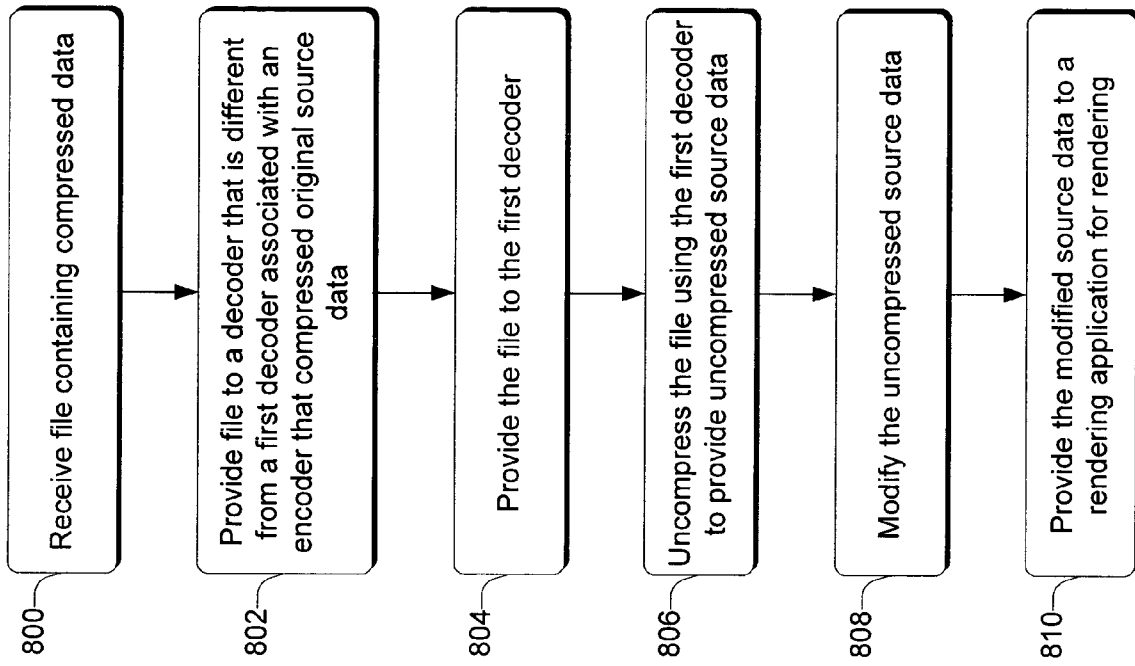 800
Receive file containing compressed data
802
Provide file to a decoder that is different
from a first decoder associated with an
encoder that compressed original source
data
804
Provide the file to the first decoder
806
Uncompress the file using the first decoder
to provide uncompressed source data
808
Modify the uncompressed source data
810
Provide the modified source data to a
rendering application for rendering